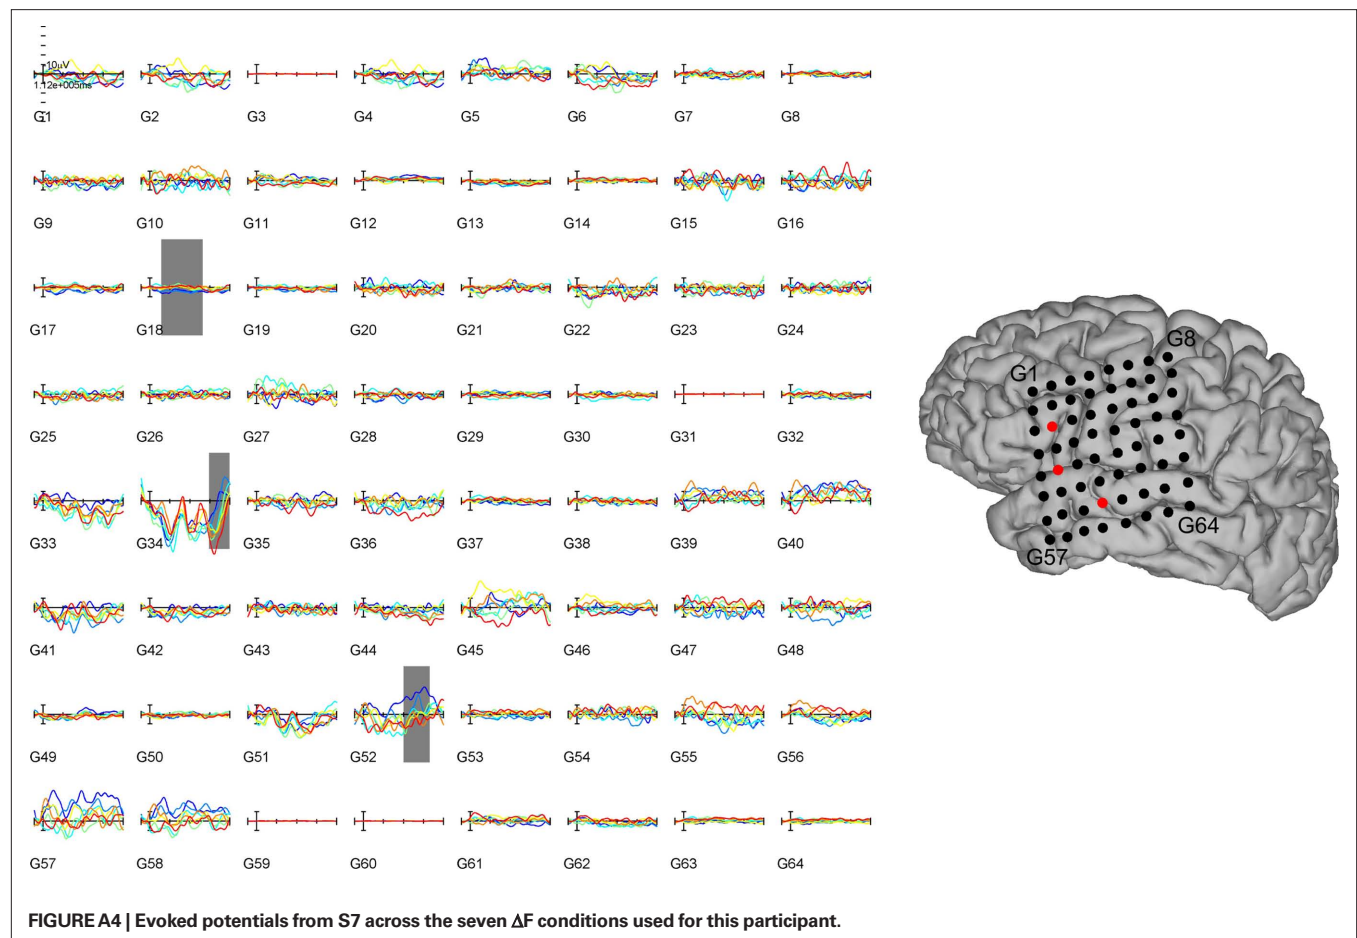 -10µV
1.12e+005ms
G1 G2 G3 G4 G5 G6 G7 G8
G9 G10 G11 G12 G13 G14 G15 G16
G17 G18 G19 G20 G21 G22 G23 G24
G25 G26 G27 G28 G29 G30 G31 G32
G33 G34 G35 G36 G37 G38 G39 G40
G41 G42 G43 G44 G45 G46 G47 G48
G49 G50 G51 G52 G53 G54 G55 G56
G57 G58 G59 G60 G61 G62 G63 G64
G8
G1
G64
G57
FIGURE A4 | Evoked potentials from S7 across the seven ΔF conditions used for this participant.